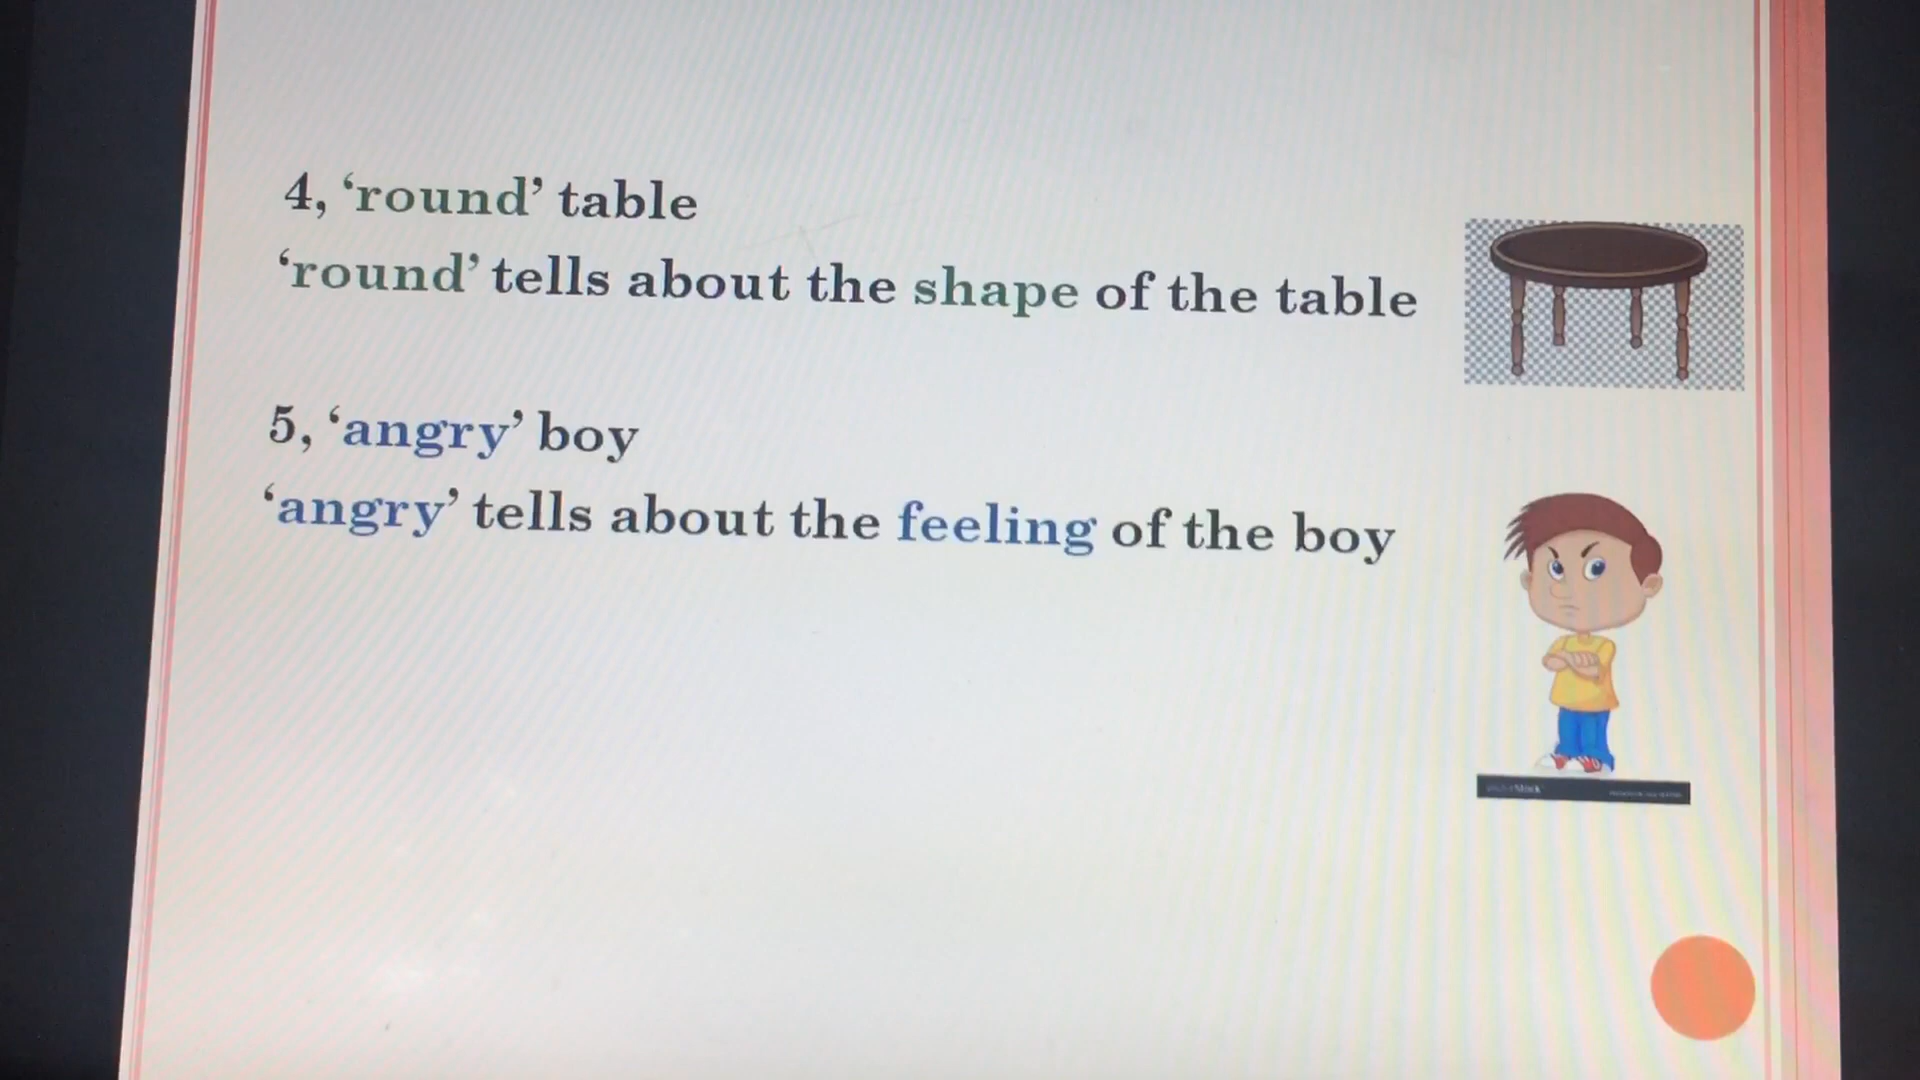 4, ‘round’ table
‘round’ tells about the shape of the table
5, ‘angry’ boy
‘angry’ tells about the feeling of the boy